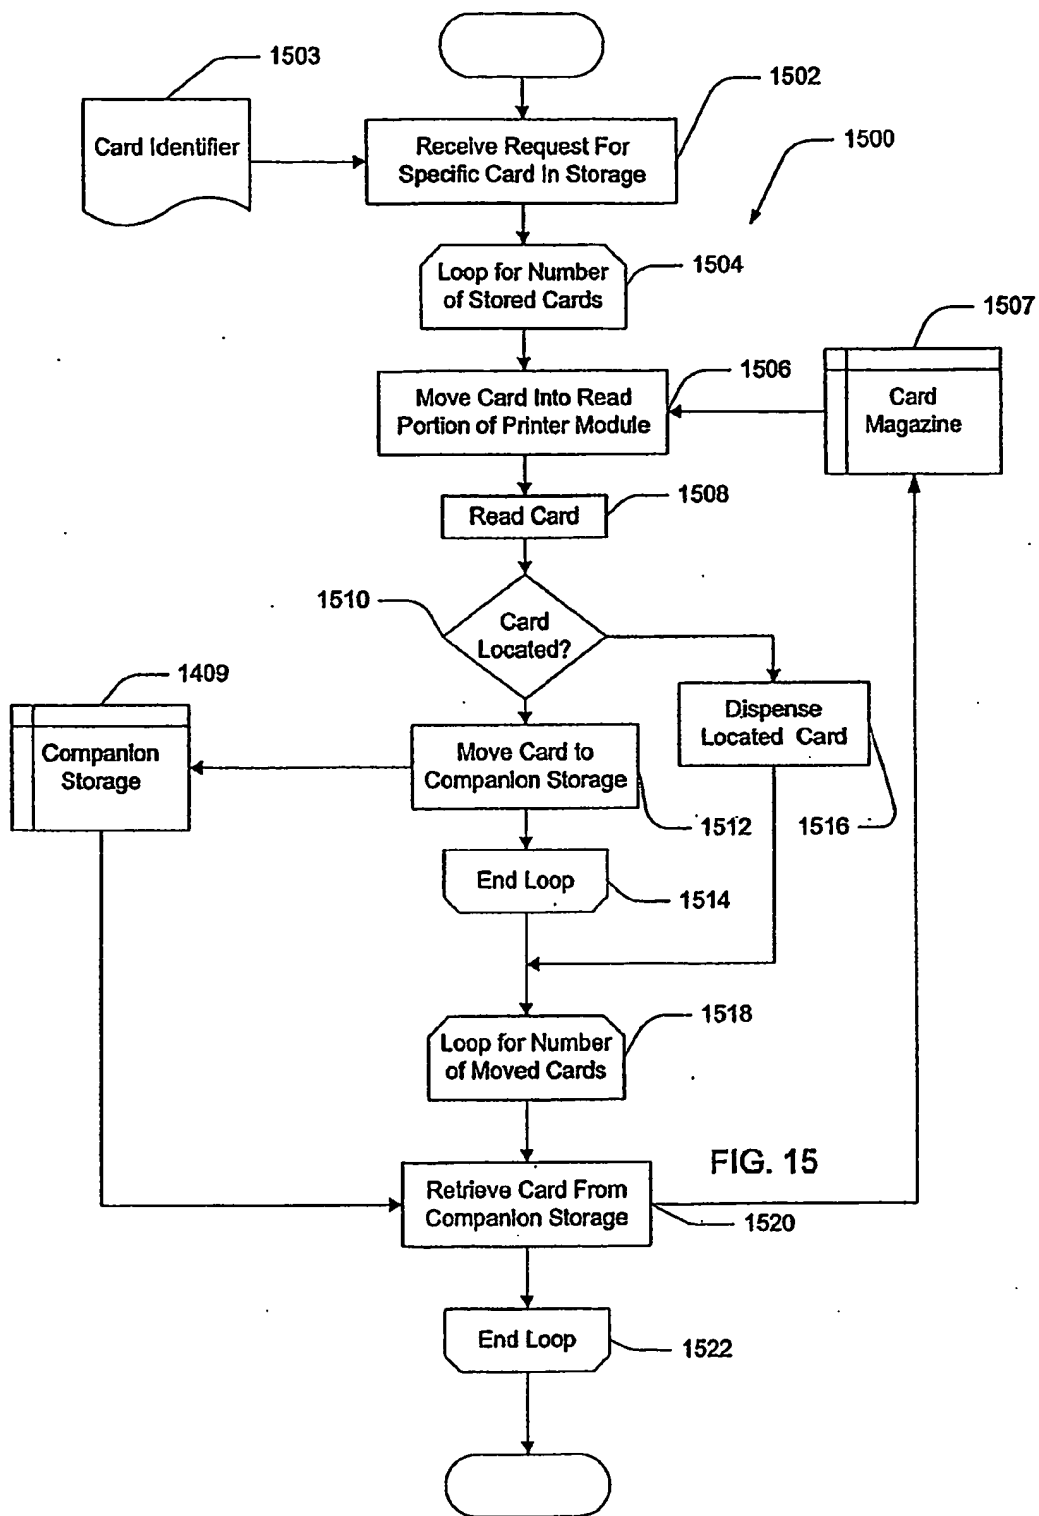 1503
1502
Card Identifier
Receive Request For
Specific Card In Storage
1500
Loop for Number
of Stored Cards
1504
1507
1506
Move Card Into Read
Portion of Printer Module
Card
Magazine
1508
Read Card
1510
Card
Located?
1409
Dispense
Located Card
Companion
Storage
Move Card to
Companion Storage
1512
1516
End Loop
1514
1518
Loop for Number
of Moved Cards
FIG. 15
Retrieve Card From
Companion Storage
1520
End Loop
1522